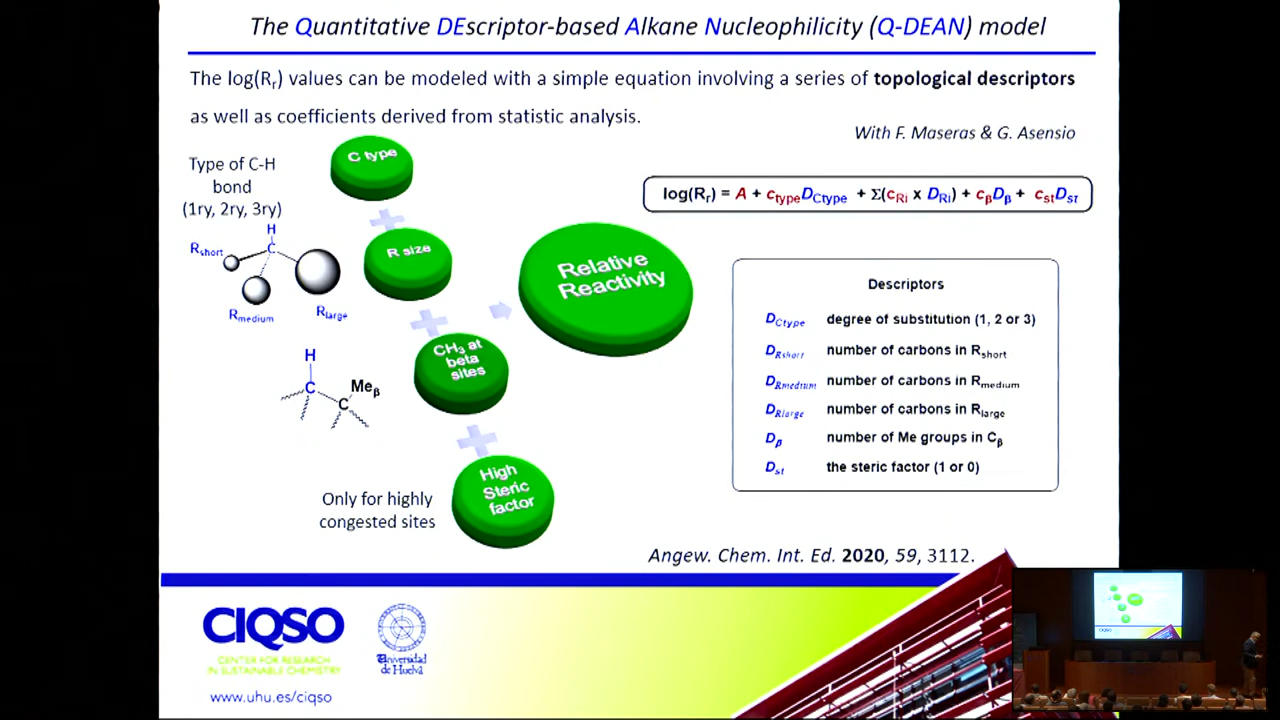 The Quantitative DEscriptor-based Alkane Nucleophilicity (Q-DEAN) model
The log(Rr) values can be modeled with a simple equation involving a series of topological descriptors
as well as coefficients derived from statistic analysis.
With F. Maseras & G. Asensio
Type of C-H
bond
(1ry, 2ry, 3ry)
C type
log(Rr) = A + ctypeDCtype + Σ(cRi x DRi) + cβDβ + cstDst
H
Rshort
C
Rmedium
Rlarge
R size
Relative
Reactivity
Descriptors
DCtype degree of substitution (1, 2 or 3)
DRshort number of carbons in Rshort
DRmedium number of carbons in Rmedium
DRlarge number of carbons in Rlarge
Dβ number of Me groups in Cβ
Dst the steric factor (1 or 0)
CH3 at
beta
sites
H
C
Meβ
C
High
Steric
factor
Only for highly
congested sites
Angew. Chem. Int. Ed. 2020, 59, 3112.
CIQSO
CENTER FOR RESEARCH
IN SUSTAINABLE CHEMISTRY
Universidad
de Huelva
www.uhu.es/ciqso